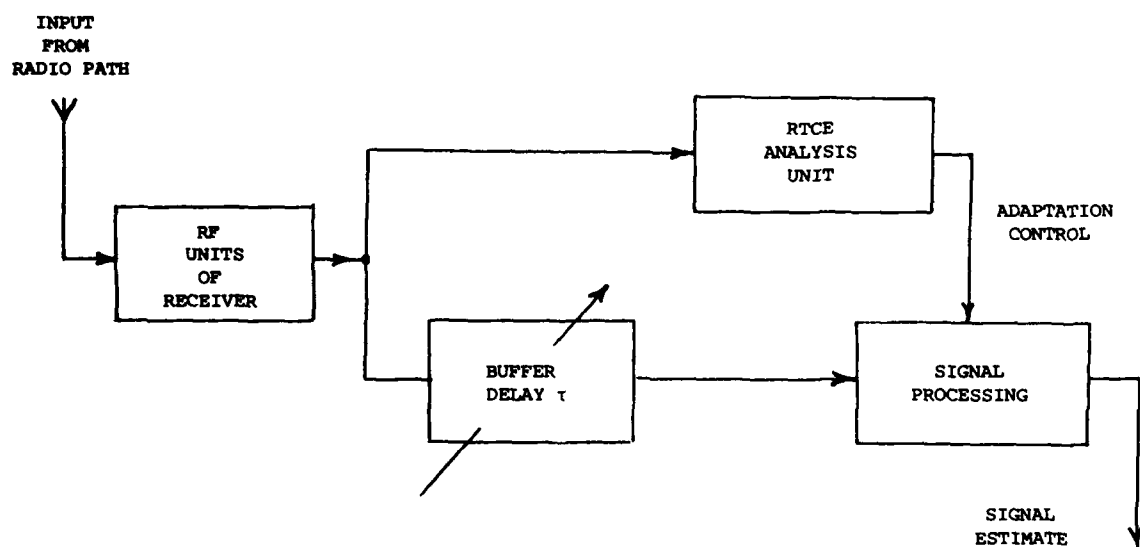 INPUT
FROM
RADIO PATH
RF
UNITS
OF
RECEIVER
RTCE
ANALYSIS
UNIT
ADAPTATION
CONTROL
BUFFER
DELAY τ
SIGNAL
PROCESSING
SIGNAL
ESTIMATE